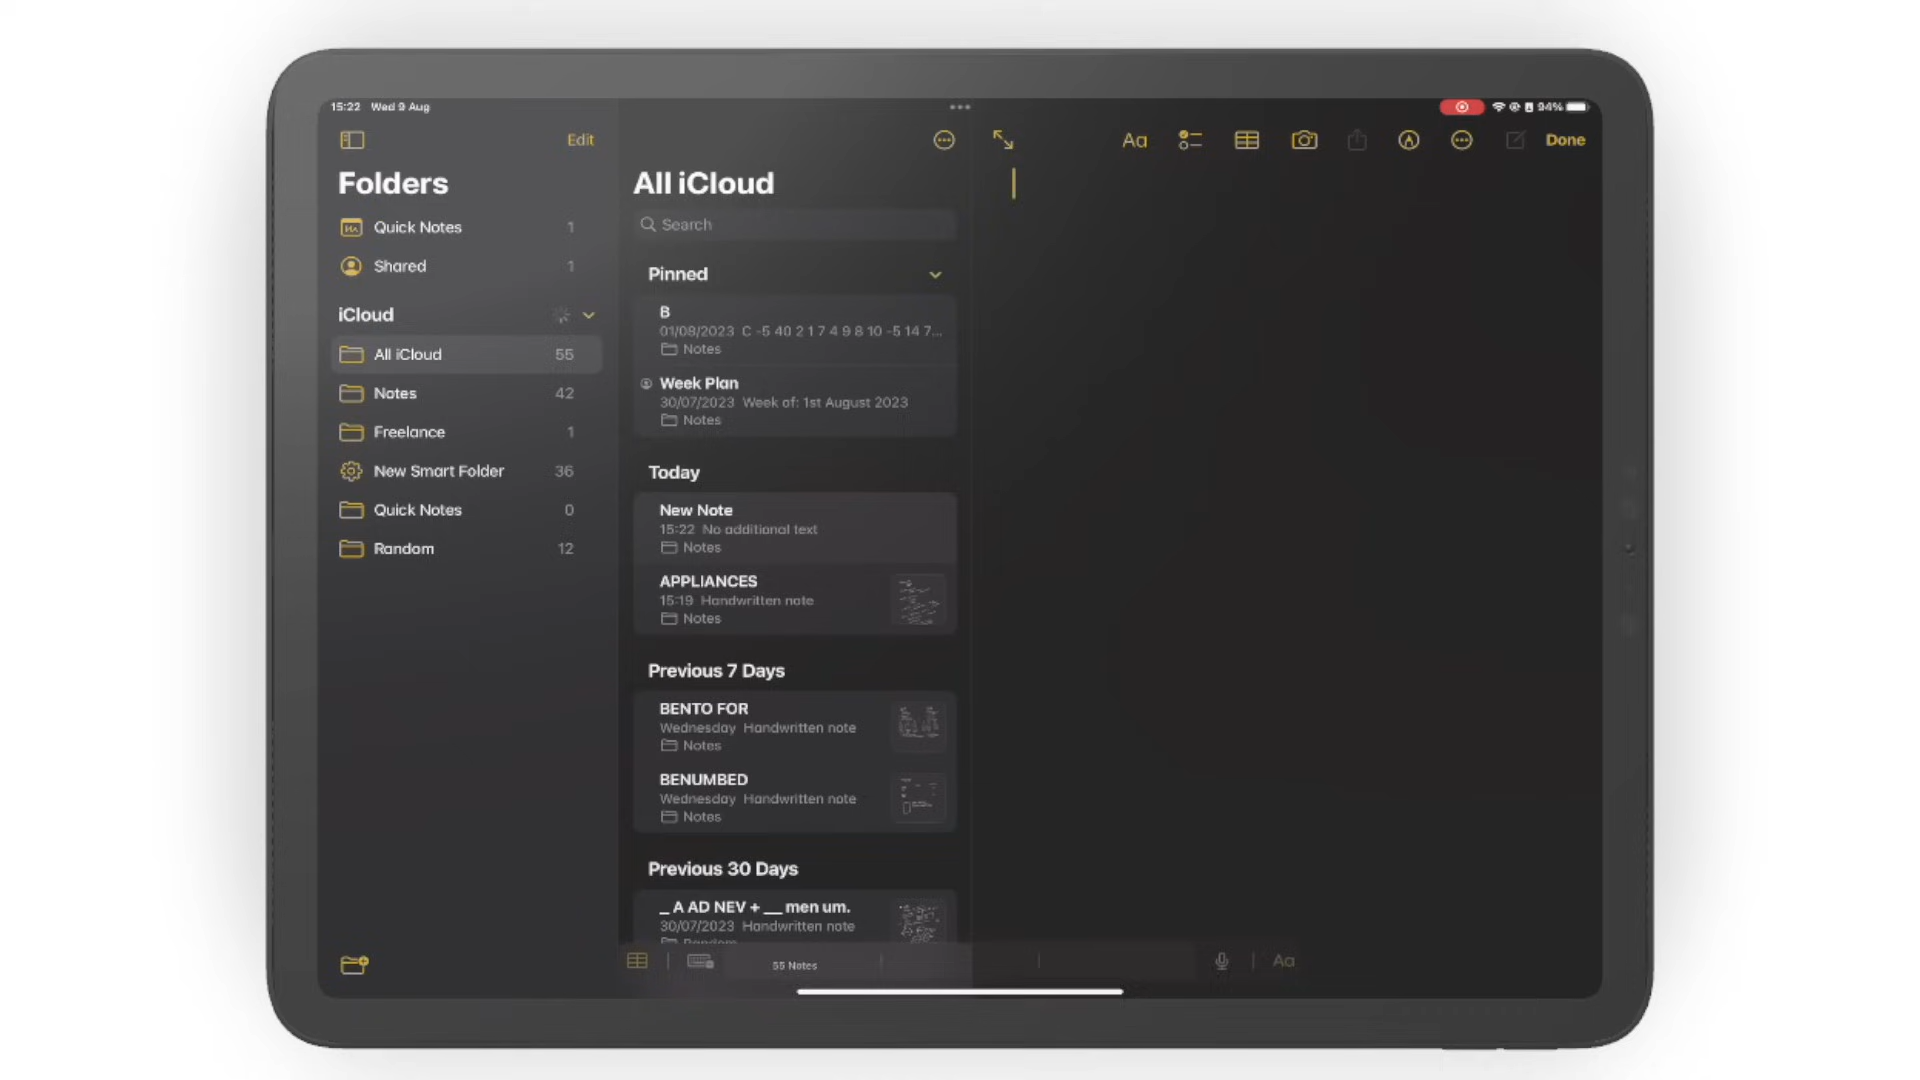 15:22 Wed 9 Aug
94%
Edit
Aa
Done
Folders
Quick Notes 1
Shared 1
iCloud
All iCloud 55
Notes 42
Freelance 1
New Smart Folder 36
Quick Notes 0
Random 12
All iCloud
Search
Pinned
B
01/08/2023 C -5 40 2 1 7 4 9 8 10 -5 14 7...
Notes
Week Plan
30/07/2023 Week of: 1st August 2023
Notes
Today
New Note
15:22 No additional text
Notes
APPLIANCES
15:19 Handwritten note
Notes
Previous 7 Days
BENTO FOR
Wednesday Handwritten note
Notes
BENUMBED
Wednesday Handwritten note
Notes
Previous 30 Days
_ A AD NEV + __ men um.
30/07/2023 Handwritten note
Random
55 Notes
Aa